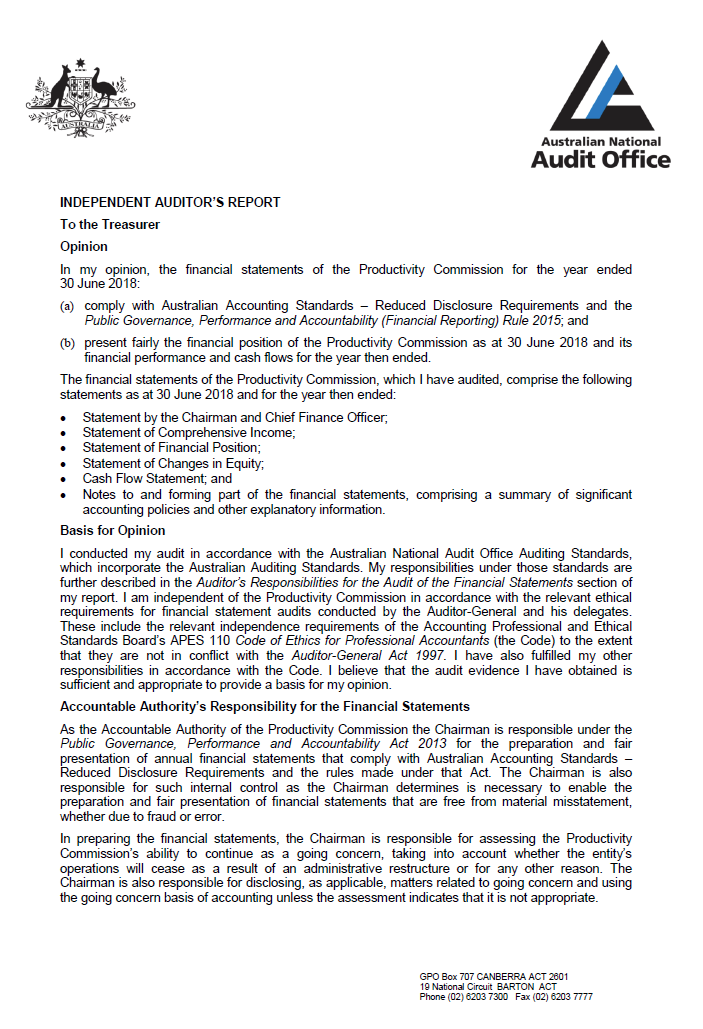 AUSTRALIA
Australian National
Audit Office
INDEPENDENT AUDITOR'S REPORT
To the Treasurer
Opinion
In my opinion, the financial statements of the Productivity Commission for the year ended
30 June 2018:
(a) comply with Australian Accounting Standards – Reduced Disclosure Requirements and the
Public Governance, Performance and Accountability (Financial Reporting) Rule 2015; and
(b) present fairly the financial position of the Productivity Commission as at 30 June 2018 and its
financial performance and cash flows for the year then ended.
The financial statements of the Productivity Commission, which I have audited, comprise the following
statements as at 30 June 2018 and for the year then ended:
• Statement by the Chairman and Chief Finance Officer;
• Statement of Comprehensive Income;
• Statement of Financial Position;
• Statement of Changes in Equity;
• Cash Flow Statement; and
• Notes to and forming part of the financial statements, comprising a summary of significant
accounting policies and other explanatory information.
Basis for Opinion
I conducted my audit in accordance with the Australian National Audit Office Auditing Standards,
which incorporate the Australian Auditing Standards. My responsibilities under those standards are
further described in the Auditor's Responsibilities for the Audit of the Financial Statements section of
my report. I am independent of the Productivity Commission in accordance with the relevant ethical
requirements for financial statement audits conducted by the Auditor-General and his delegates.
These include the relevant independence requirements of the Accounting Professional and Ethical
Standards Board's APES 110 Code of Ethics for Professional Accountants (the Code) to the extent
that they are not in conflict with the Auditor-General Act 1997. I have also fulfilled my other
responsibilities in accordance with the Code. I believe that the audit evidence I have obtained is
sufficient and appropriate to provide a basis for my opinion.
Accountable Authority's Responsibility for the Financial Statements
As the Accountable Authority of the Productivity Commission the Chairman is responsible under the
Public Governance, Performance and Accountability Act 2013 for the preparation and fair
presentation of annual financial statements that comply with Australian Accounting Standards –
Reduced Disclosure Requirements and the rules made under that Act. The Chairman is also
responsible for such internal control as the Chairman determines is necessary to enable the
preparation and fair presentation of financial statements that are free from material misstatement,
whether due to fraud or error.
In preparing the financial statements, the Chairman is responsible for assessing the Productivity
Commission's ability to continue as a going concern, taking into account whether the entity's
operations will cease as a result of an administrative restructure or for any other reason. The
Chairman is also responsible for disclosing, as applicable, matters related to going concern and using
the going concern basis of accounting unless the assessment indicates that it is not appropriate.
GPO Box 707 CANBERRA ACT 2601
19 National Circuit BARTON ACT
Phone (02) 6203 7300 Fax (02) 6203 7777